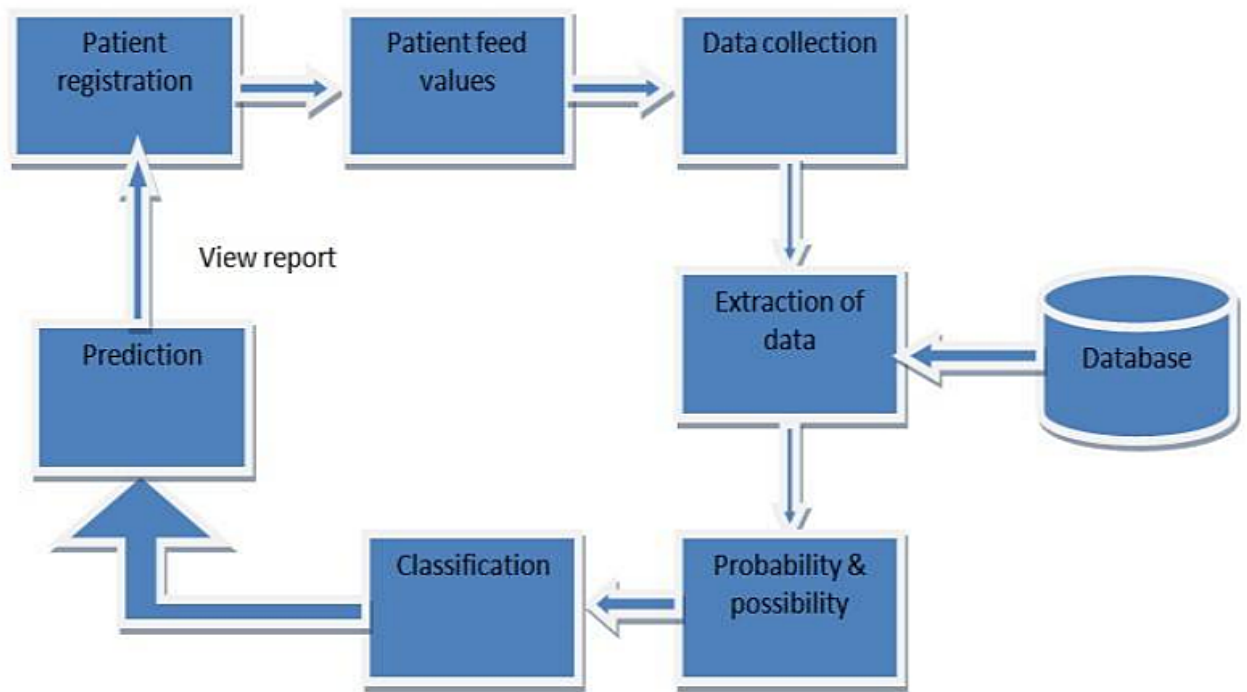 Patient
registration
Patient feed
values
Data collection
View report
Extraction of
data
Prediction
Database
Classification
Probability &
possibility